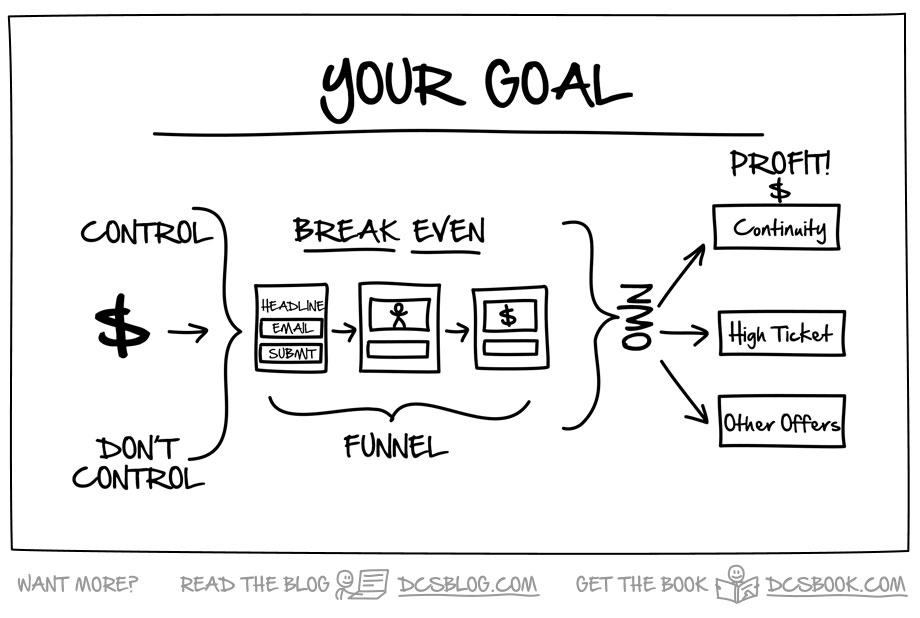 YOUR GOAL
CONTROL
$
DON'T
CONTROL
BREAK EVEN
HEADLINE
EMAIL
SUBMIT
$
FUNNEL
OWN
PROFIT!
$
Continuity
High Ticket
Other Offers
WANT MORE?
READ THE BLOG
DCSBLOG.COM
GET THE BOOK
DCSBOOK.COM